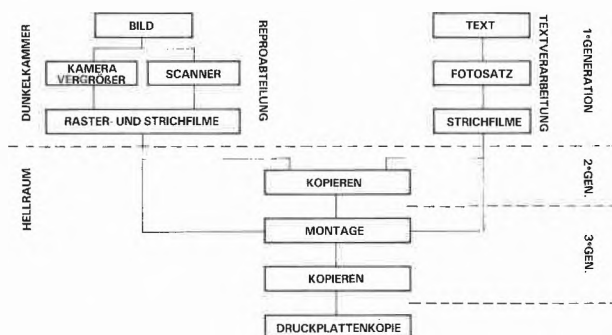 BILD
TEXT
DUNKELKAMMER
KAMERA
VERGRÖßER
SCANNER
REPROABTEILUNG
FOTOSATZ
TEXTVERARBEITUNG
1°GENERATION
RASTER- UND STRICHFILME
STRICHFILME
HELLRAUM
KOPIEREN
2°GEN.
MONTAGE
3°GEN.
KOPIEREN
DRUCKPLATTENKOPIE